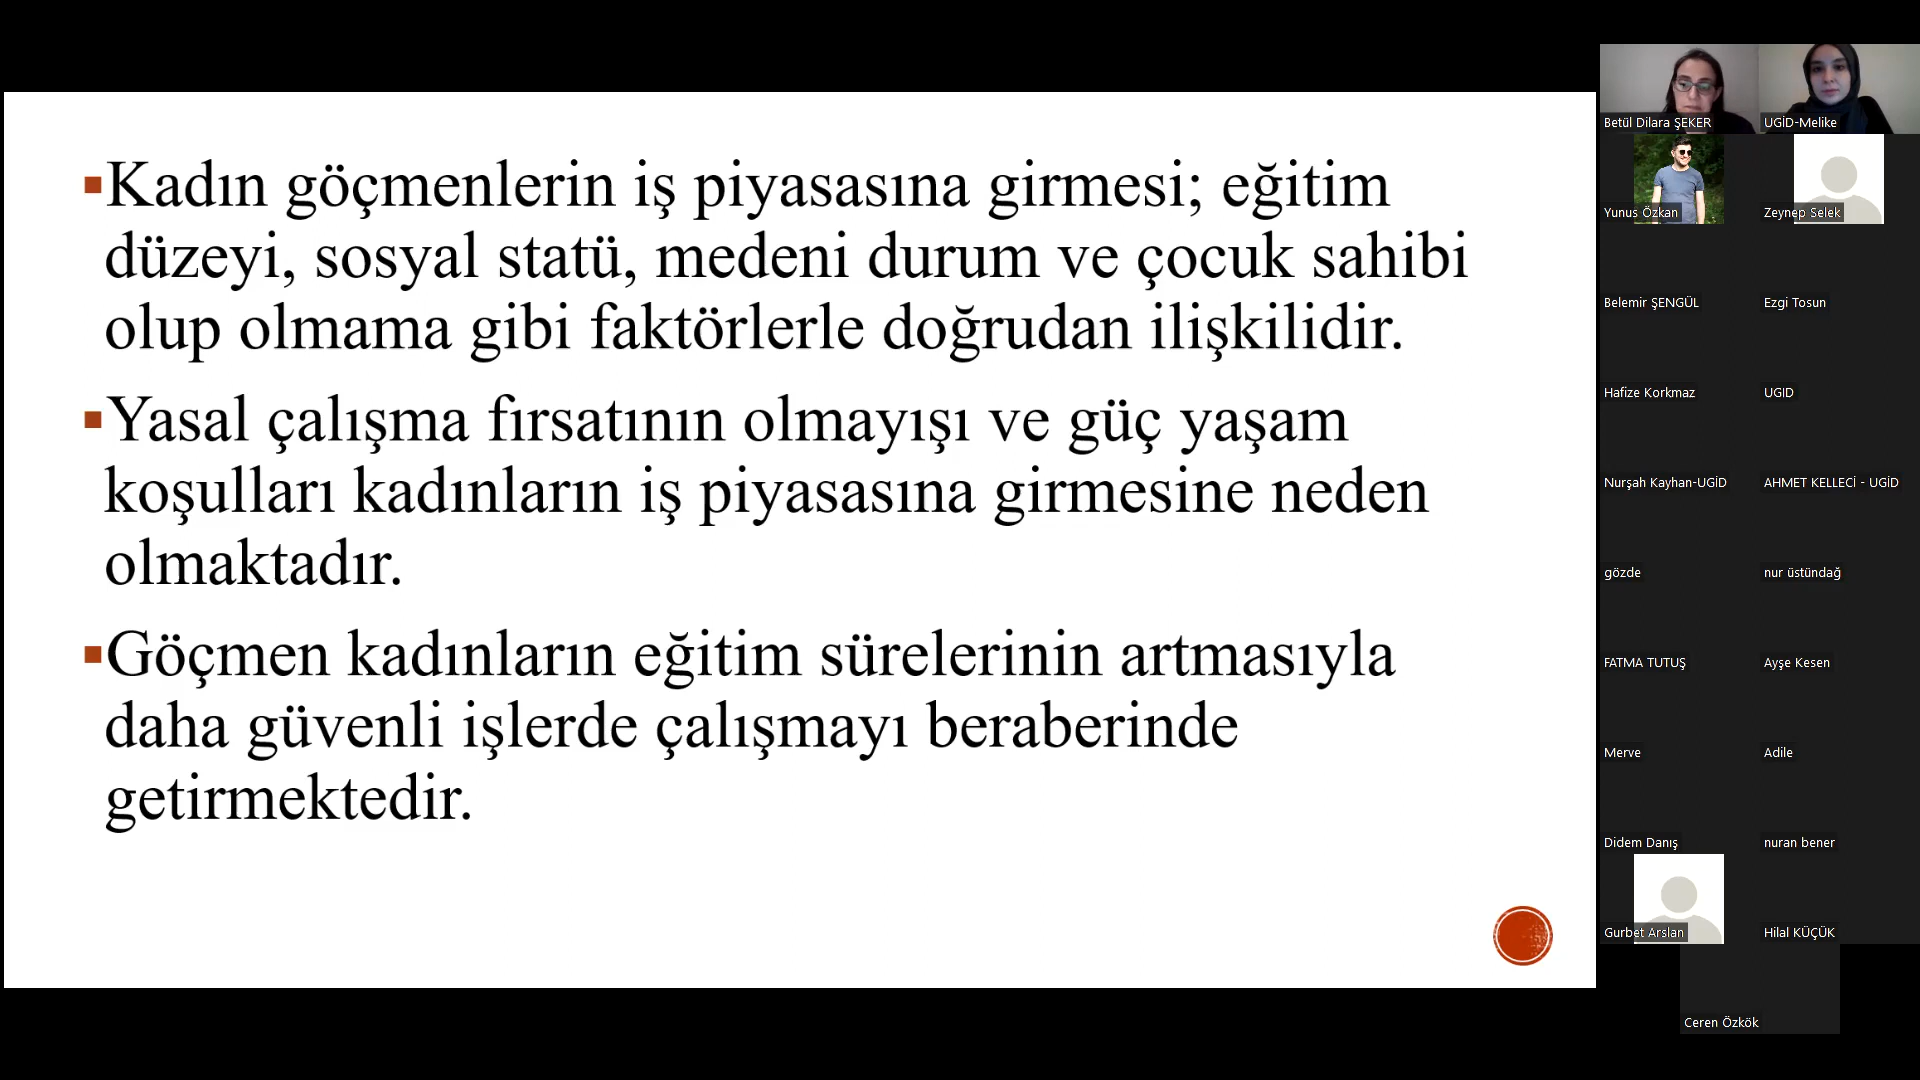 Kadın göçmenlerin iş piyasasına girmesi; eğitim
düzeyi, sosyal statü, medeni durum ve çocuk sahibi
olup olmama gibi faktörlerle doğrudan ilişkilidir.
Yasal çalışma fırsatının olmayışı ve güç yaşam
koşulları kadınların iş piyasasına girmesine neden
olmaktadır.
Göçmen kadınların eğitim sürelerinin artmasıyla
daha güvenli işlerde çalışmayı beraberinde
getirmektedir.
Betül Dilara ŞEKER
UGİD-Melike
Yunus Özkan
Zeynep Selek
Belemir ŞENGÜL
Ezgi Tosun
Hafize Korkmaz
UGID
Nurşah Kayhan-UGİD
AHMET KELLECİ - UGİD
gözde
nur üstündağ
FATMA TUTUŞ
Ayşe Kesen
Merve
Adile
Didem Danış
nuran bener
Gurbet Arslan
Hilal KÜÇÜK
Ceren Özkök